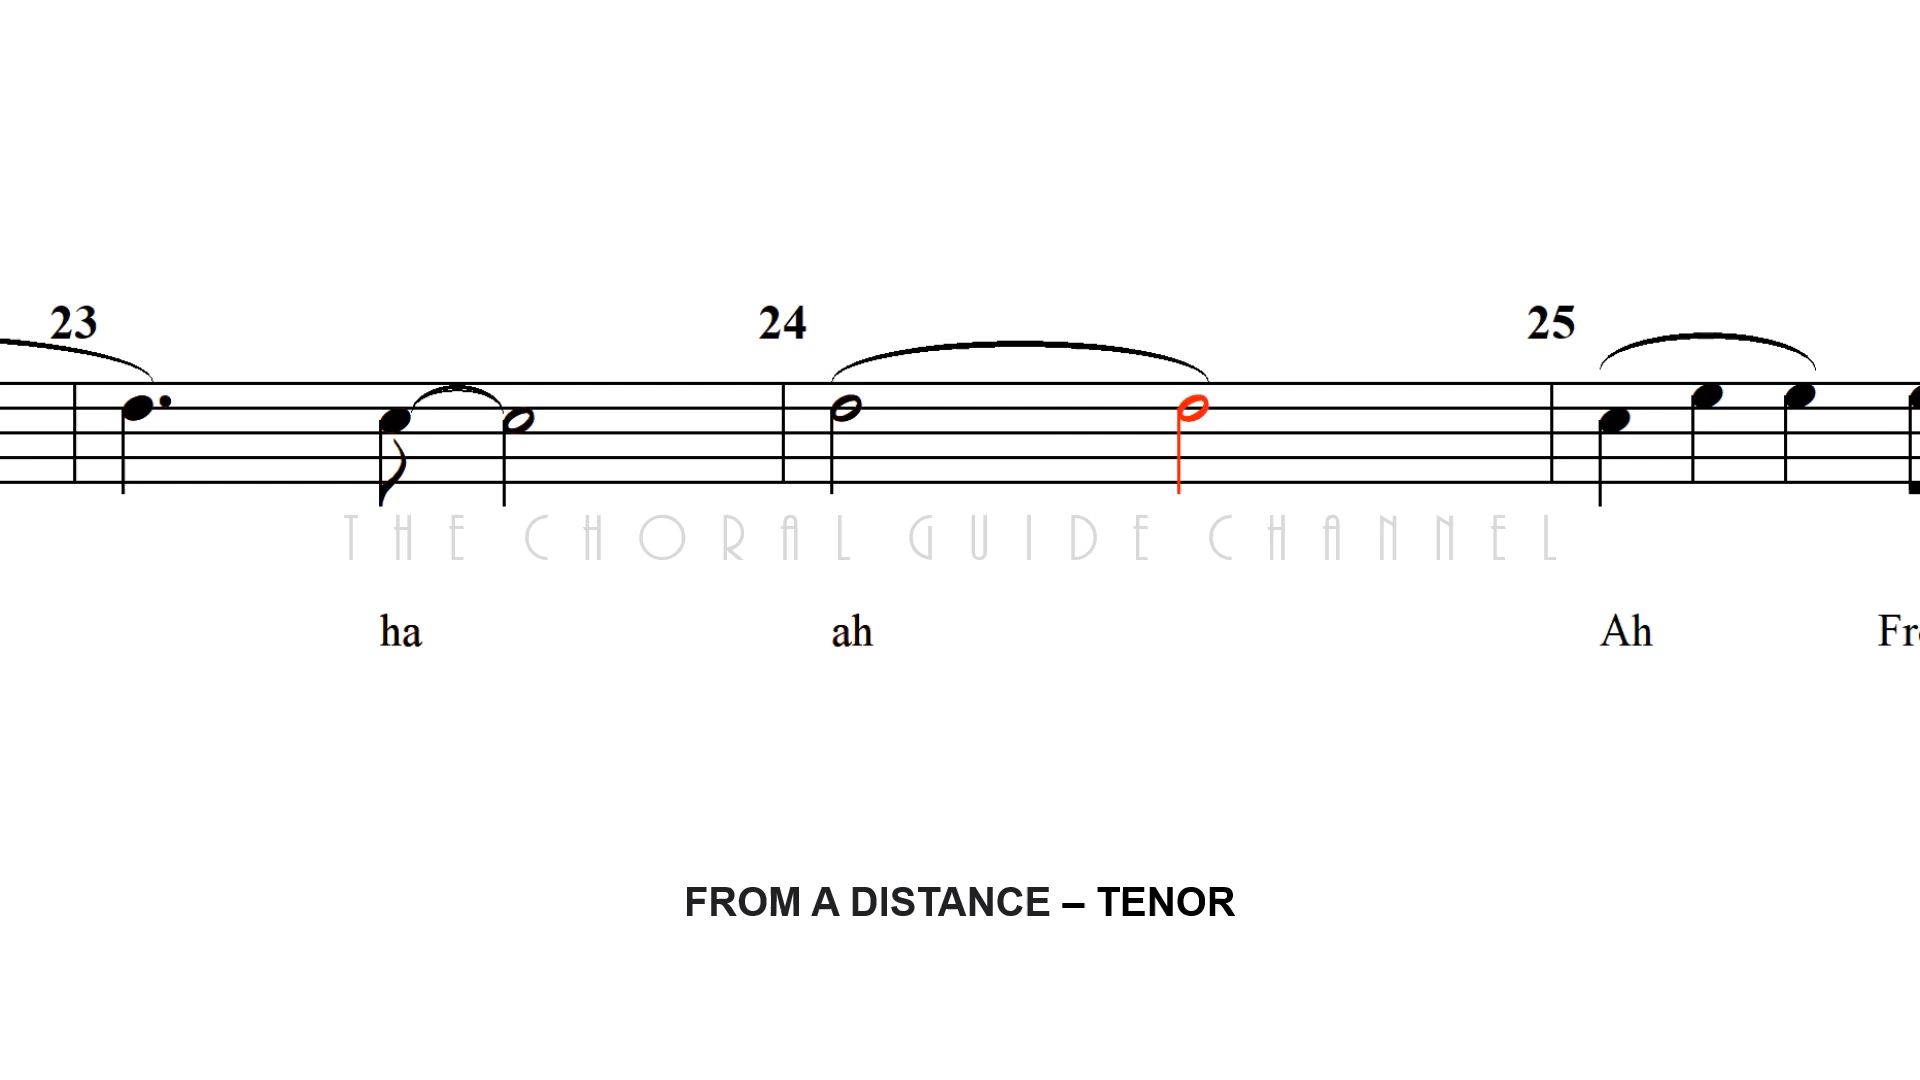 23 24 25
THE CHORAL GUIDE CHANNEL
ha ah Ah
FROM A DISTANCE – TENOR